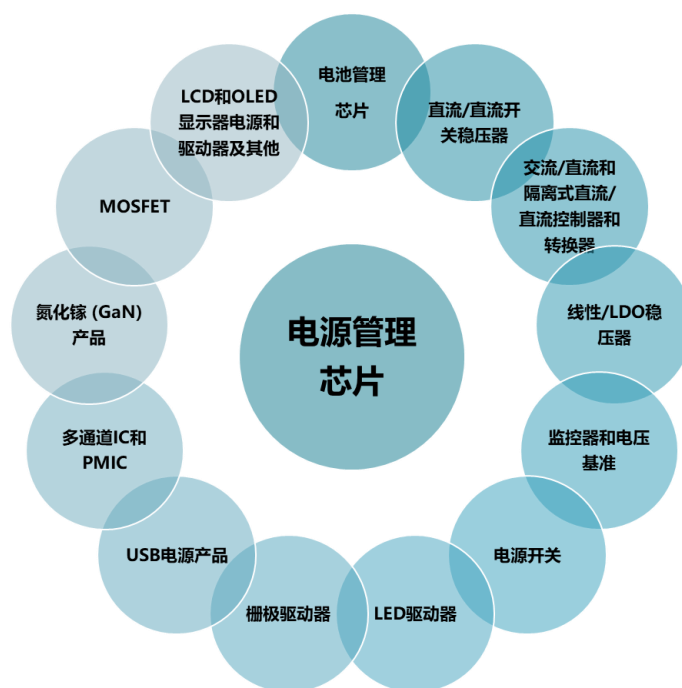 电池管理
芯片
直流/直流开
关稳压器
交流/直流和
隔离式直流/
直流控制器和
转换器
线性/LDO稳
压器
监控器和电压
基准
电源开关
LED驱动器
栅极驱动器
USB电源产品
多通道IC和
PMIC
氮化镓 (GaN)
产品
MOSFET
LCD和OLED
显示器电源和
驱动器及其他
电源管理
芯片